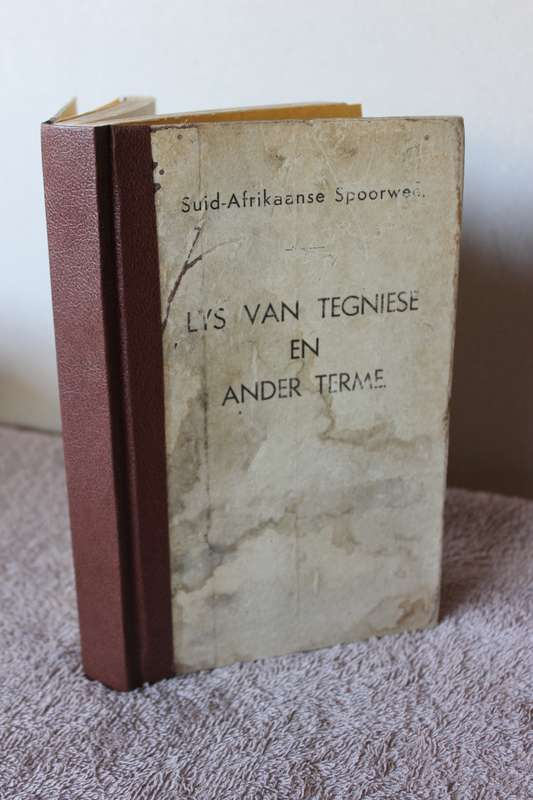 Suid-Afrikaanse Spoorweë.
LYS VAN TEGNIESE
EN
ANDER TERME.